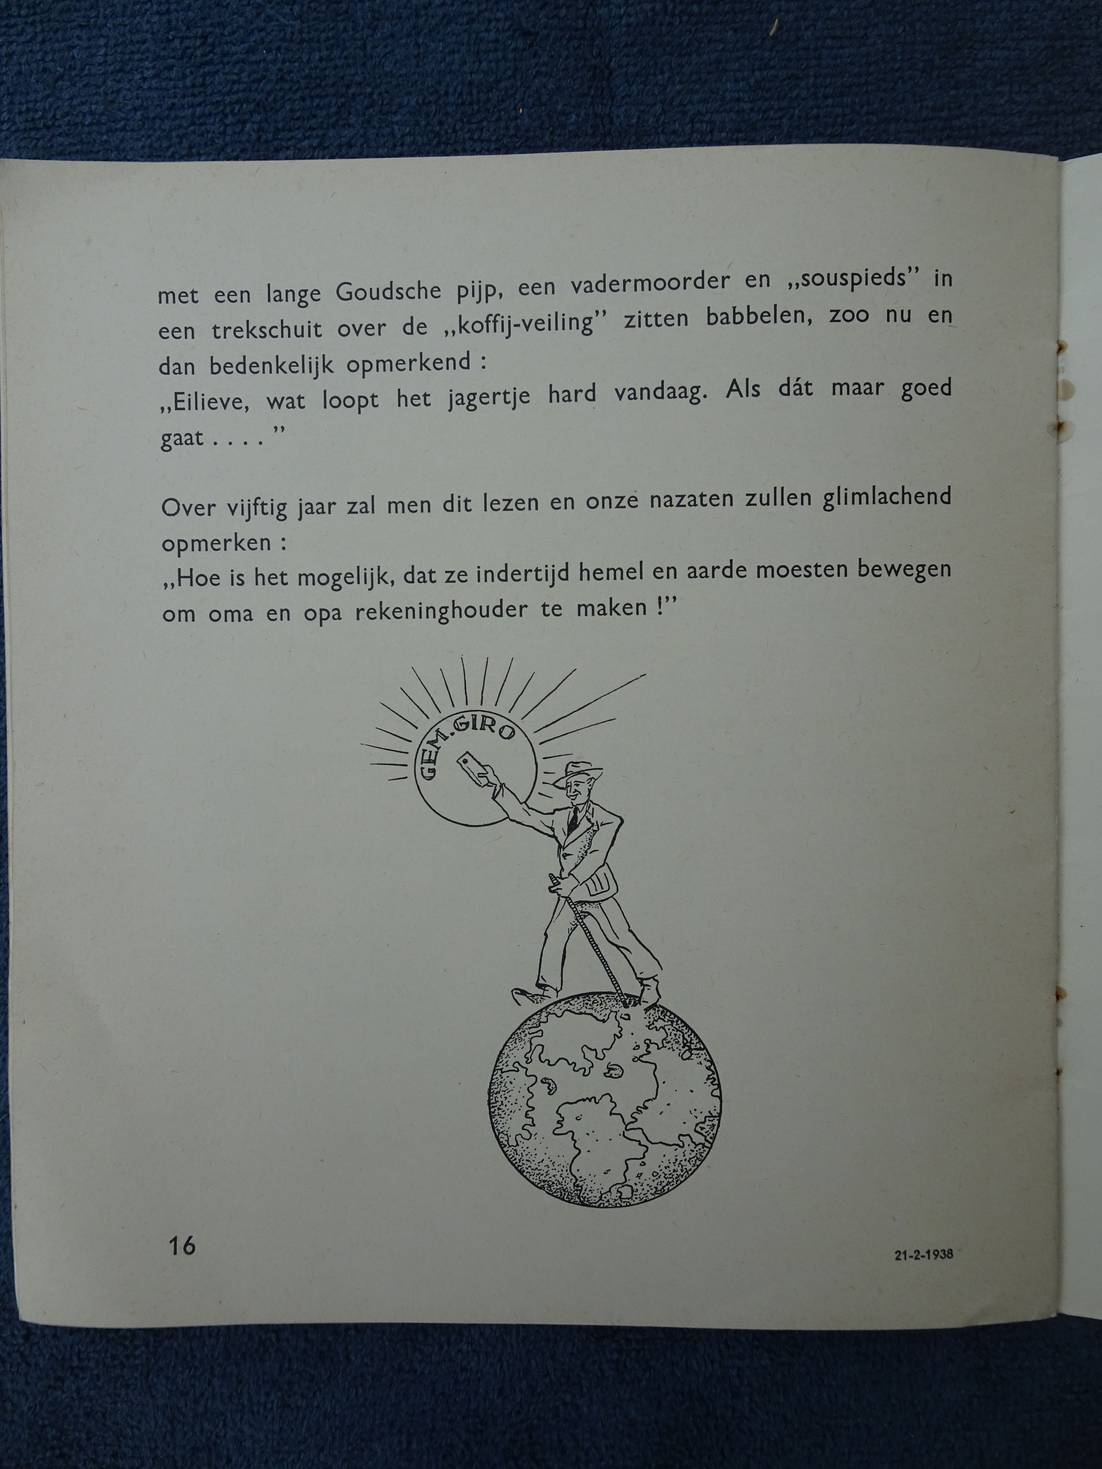 met een lange Goudsche pijp, een vadermoorder en „souspieds” in
een trekschuit over de „koffij-veiling” zitten babbelen, zoo nu en
dan bedenkelijk opmerkend :
„Eilieve, wat loopt het jagertje hard vandaag. Als dát maar goed
gaat . . . . ”
Over vijftig jaar zal men dit lezen en onze nazaten zullen glimlachend
opmerken :
„Hoe is het mogelijk, dat ze indertijd hemel en aarde moesten bewegen
om oma en opa rekeninghouder te maken !”
GEM. GIRO
16
21-2-1938